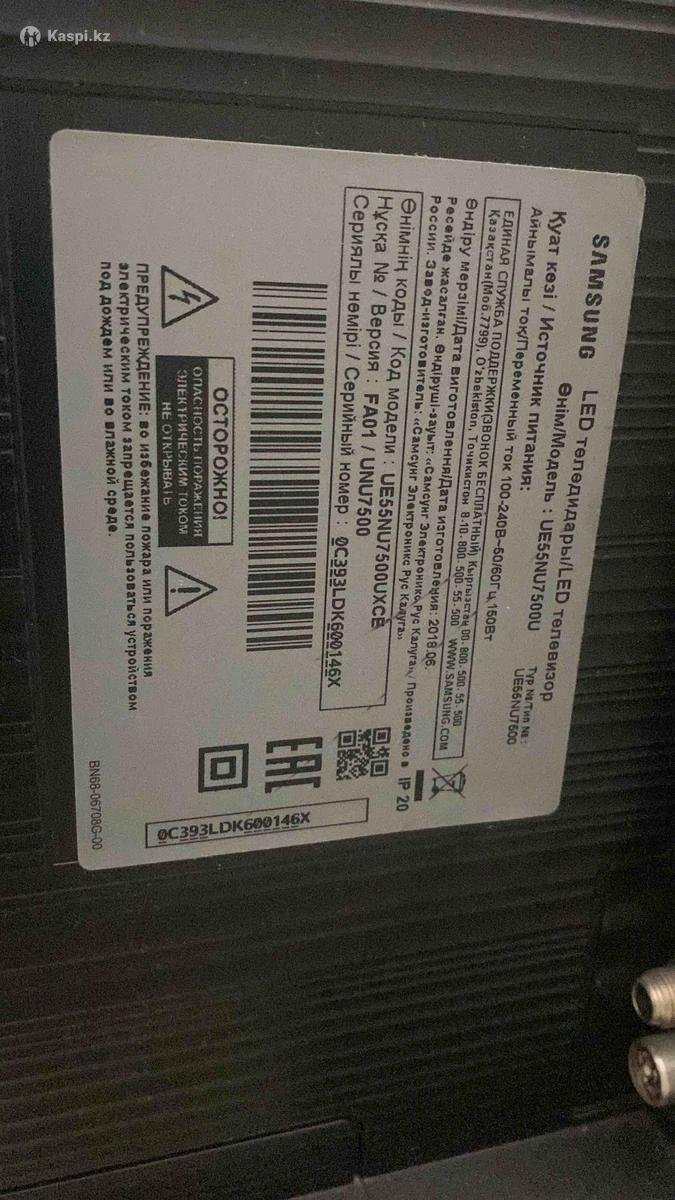 Kaspi.kz
SAMSUNG LED теледидары/LED телевизор
Өнім/Модель : UE55NU7500U
Түр №/Тип № :
UE55NU7500
Қуат көзі / Источник питания:
Айнымалы ток/Переменный ток 100-240В~50/60Гц 150Вт
ЕДИНАЯ СЛУЖБА ПОДДЕРЖКИ(ЗВОНОК БЕСПЛАТНЫЙ) Кыргызстан 00-800-500-55-500
Қазақстан(Моб.7799), O'zbekiston, Точикистон 8-10-800-500-55-500 WWW.SAMSUNG.COM
Өндіру мерзімі/Дата виготовлення/Дата изготовления: 2018.06.
Ресейде жасалған. Өндіруші-зауыт: «Самсунг Электроникс Рус Калуга»/ Произведено в
России. Завод-изготовитель: «Самсунг Электроникс Рус Калуга»
IP 20
Өнімнің коды / Код модели : UE55NU7500UXCE
Нұсқа № / Версия : FA01 / UNU7500
Сериялы нөмірі / Серийный номер : 0C393LDK600146X
EAC
ОСТОРОЖНО!
ОПАСНОСТЬ ПОРАЖЕНИЯ
ЭЛЕКТРИЧЕСКИМ ТОКОМ
НЕ ОТКРЫВАТЬ
ПРЕДУПРЕЖДЕНИЕ: во избежание пожара или поражения
электрическим током запрещается пользоваться устройством
под дождем или во влажной среде.
0C393LDK600146X
BN68-06708G-00